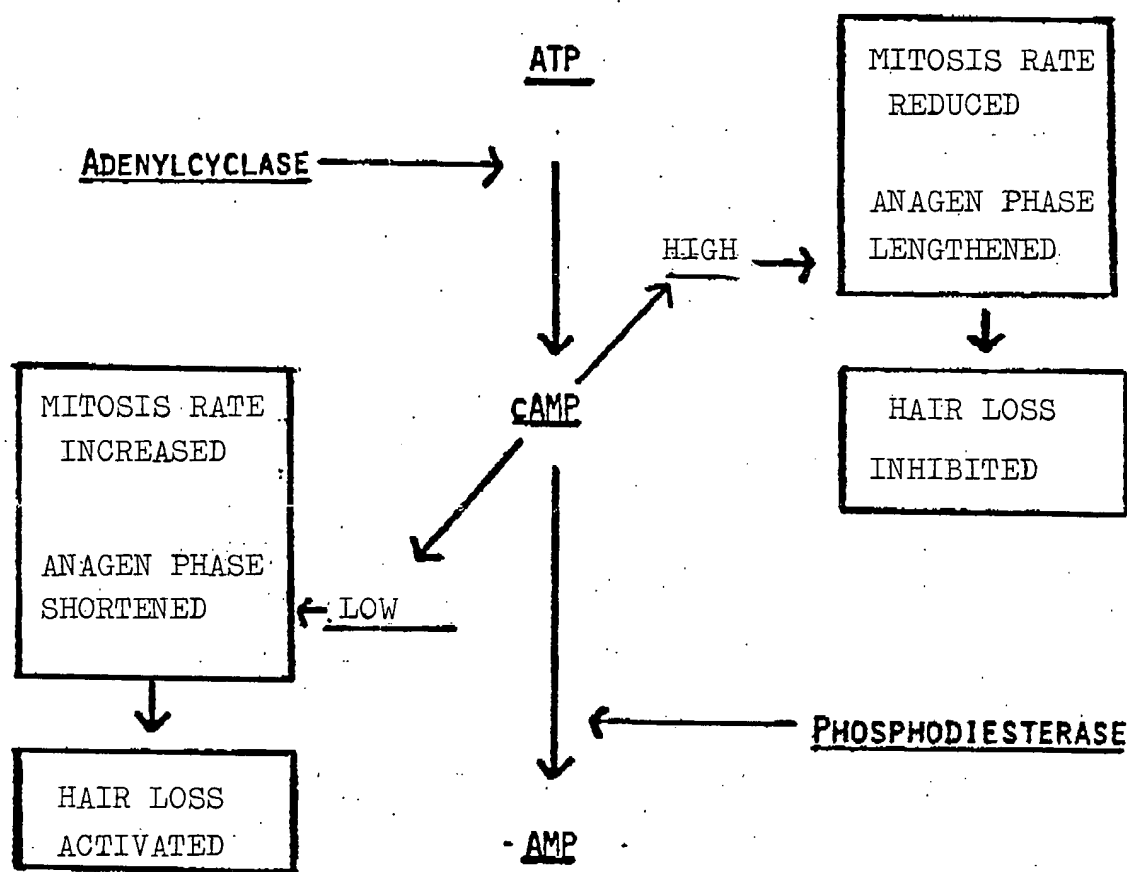 ATP
MITOSIS RATE
REDUCED
ADENYLCYCLASE
ANAGEN PHASE
LENGTHENED
HIGH
cAMP
HAIR LOSS
INHIBITED
MITOSIS RATE
INCREASED
ANAGEN PHASE
SHORTENED
LOW
PHOSPHODIESTERASE
HAIR LOSS
ACTIVATED
AMP